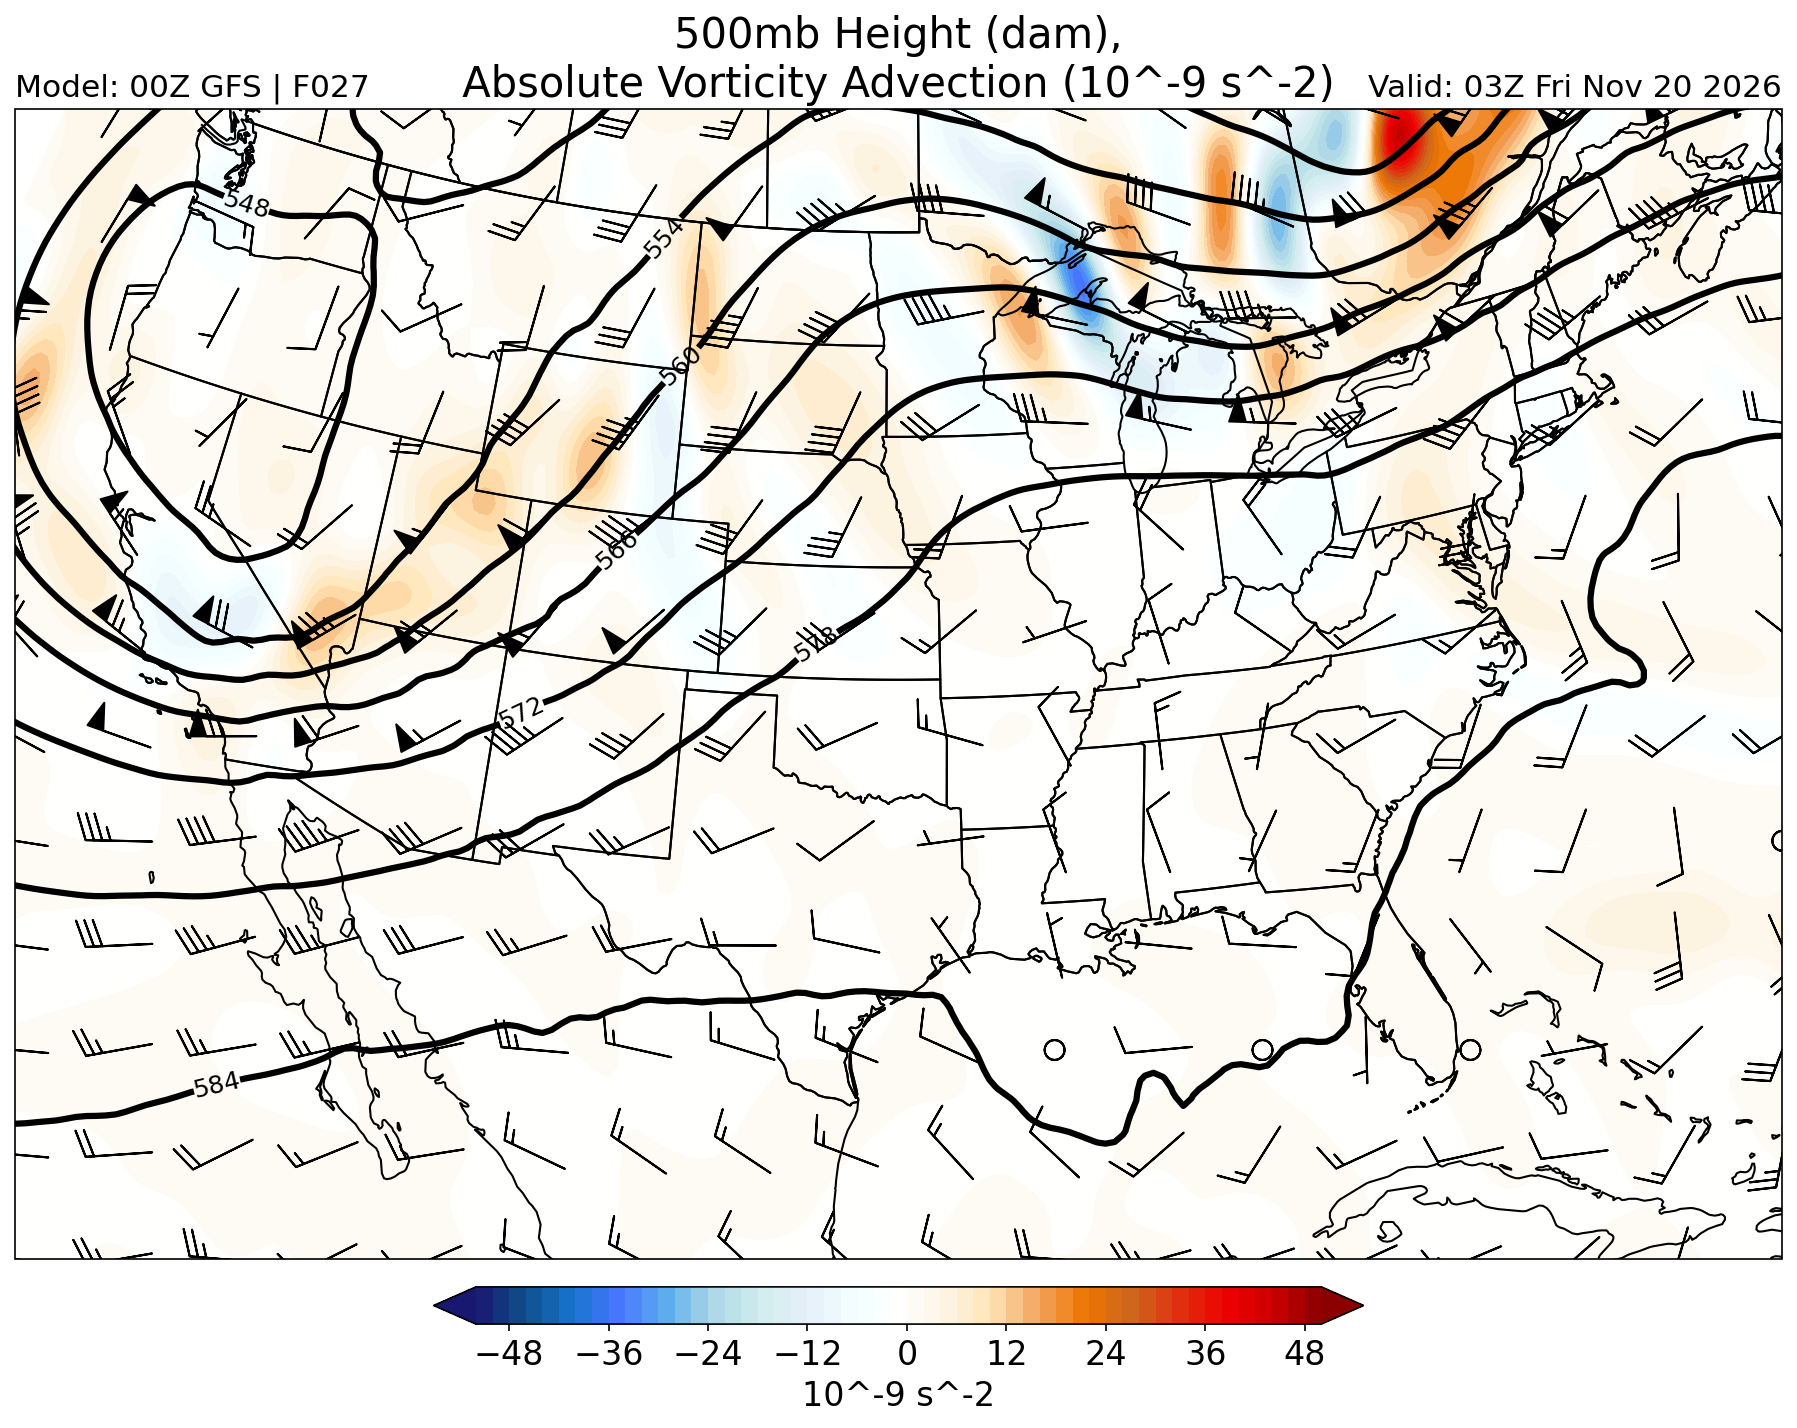 500mb Height (dam),
Model: 00Z GFS | F027
Absolute Vorticity Advection (10^-9 s^-2)
Valid: 03Z Fri Nov 20 2026
548
554
560
566
578
572
584
−48 −36 −24 −12 0 12 24 36 48
10^-9 s^-2